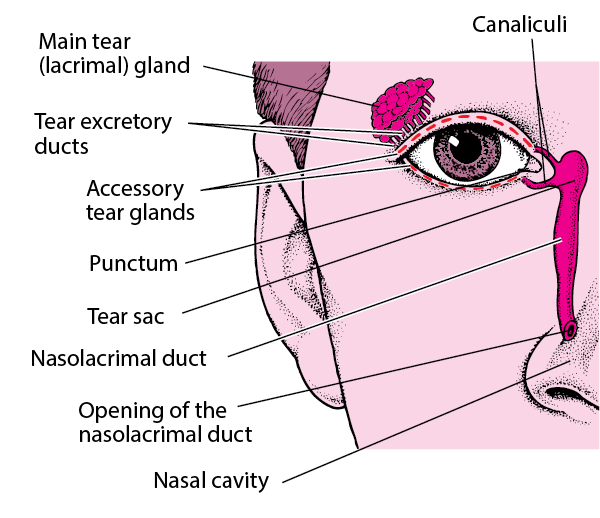 Canaliculi
Main tear
(lacrimal) gland
Tear excretory
ducts
Accessory
tear glands
Punctum
Tear sac
Nasolacrimal duct
Opening of the
nasolacrimal duct
Nasal cavity